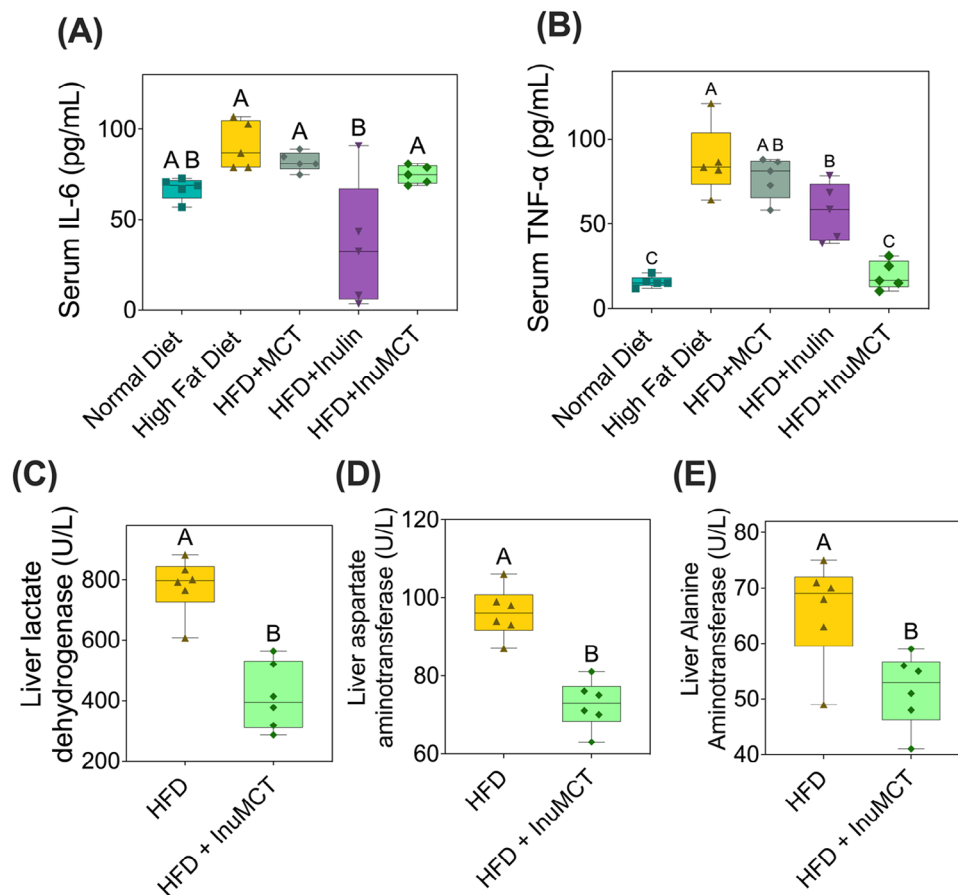 (A)
Serum IL-6 (pg/mL)
100
50
0
A B
A
A
B
A
Normal Diet
High Fat Diet
HFD+MCT
HFD+Inulin
HFD+InuMCT
(B)
Serum TNF-α (pg/mL)
100
50
0
C
A
A B
B
C
Normal Diet
High Fat Diet
HFD+MCT
HFD+Inulin
HFD+InuMCT
(C)
Liver lactate
dehydrogenase (U/L)
800
600
400
200
A
B
HFD
HFD + InuMCT
(D)
Liver aspartate
aminotransferase (U/L)
120
100
80
60
A
B
HFD
HFD + InuMCT
(E)
Liver Alanine
Aminotransferase (U/L)
80
70
60
50
40
A
B
HFD
HFD + InuMCT